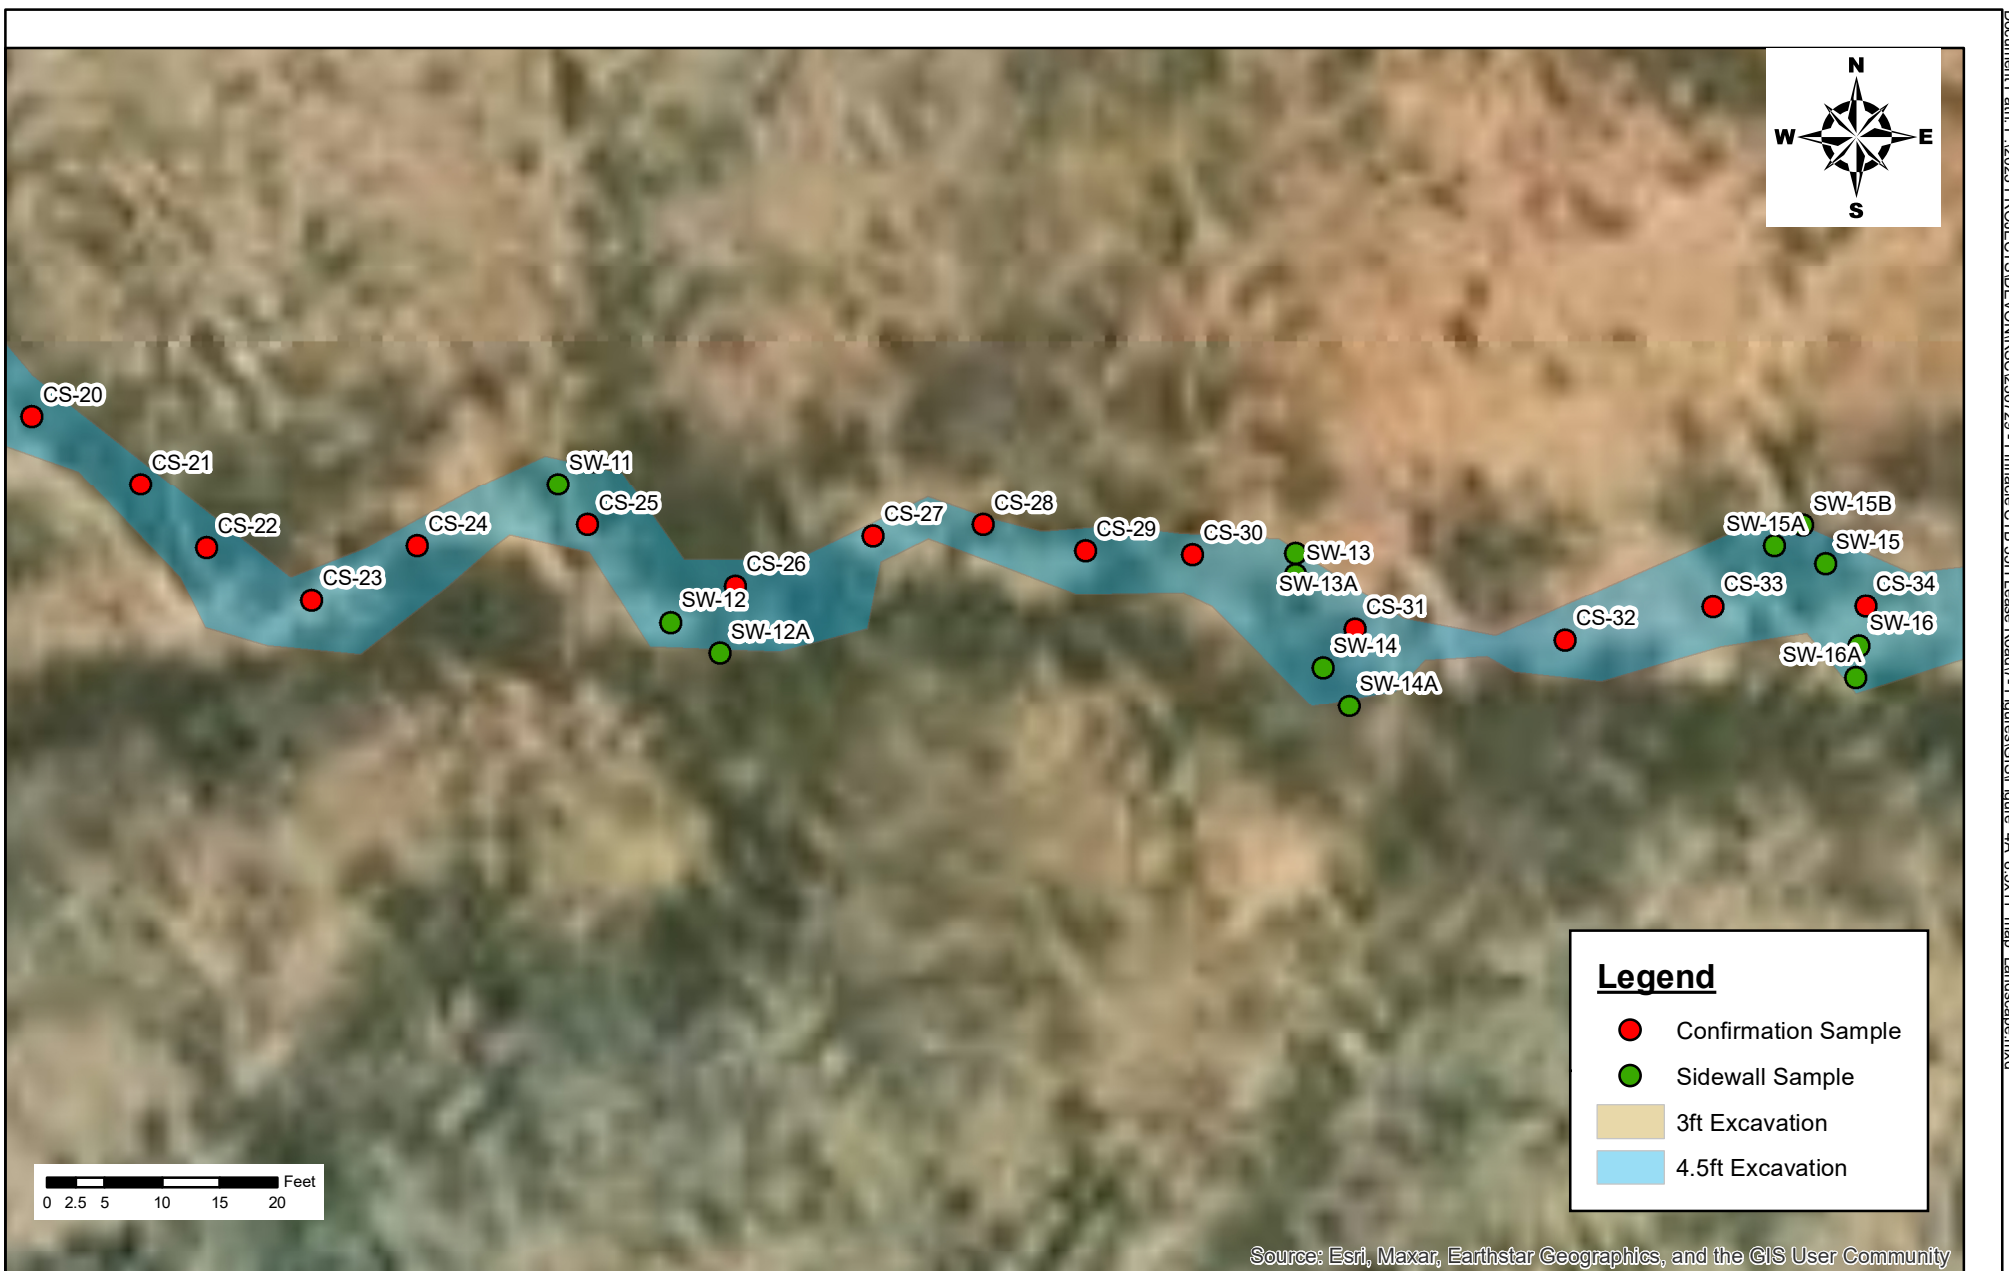 N
W
E
S
CS-20
CS-21
CS-22
CS-23
CS-24
SW-11
CS-25
CS-26
SW-12
SW-12A
CS-27
CS-28
CS-29
CS-30
SW-13
SW-13A
CS-31
SW-14
SW-14A
CS-32
CS-33
SW-15B
SW-15A
SW-15
CS-34
SW-16
SW-16A
Legend
Confirmation Sample
Sidewall Sample
3ft Excavation
4.5ft Excavation
Feet
0 2.5 5 10 15 20
Source: Esri, Maxar, Earthstar Geographics, and the GIS User Community